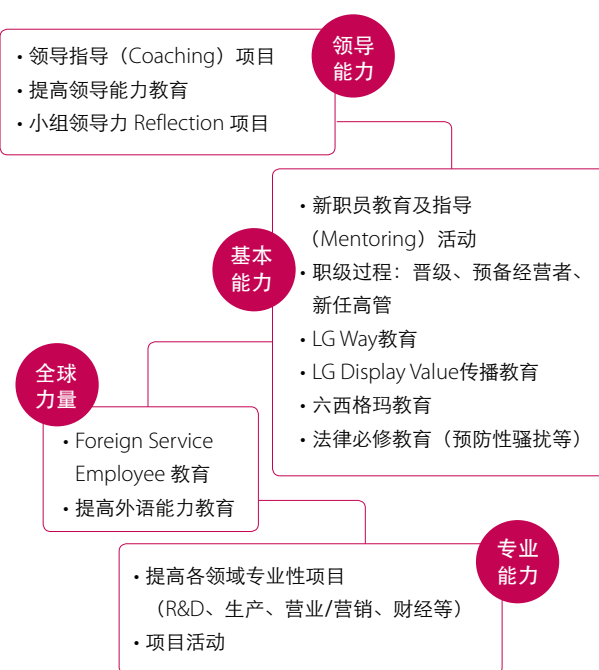 领导
能力
• 领导指导（Coaching）项目
• 提高领导能力教育
• 小组领导力 Reflection 项目
基本
能力
• 新职员教育及指导
（Mentoring）活动
• 职级过程：晋级、预备经营者、
新任高管
• LG Way教育
• LG Display Value传播教育
• 六西格玛教育
• 法律必修教育（预防性骚扰等）
全球
力量
• Foreign Service
Employee 教育
• 提高外语能力教育
专业
能力
• 提高各领域专业性项目
（R&D、生产、营业/营销、财经等）
• 项目活动